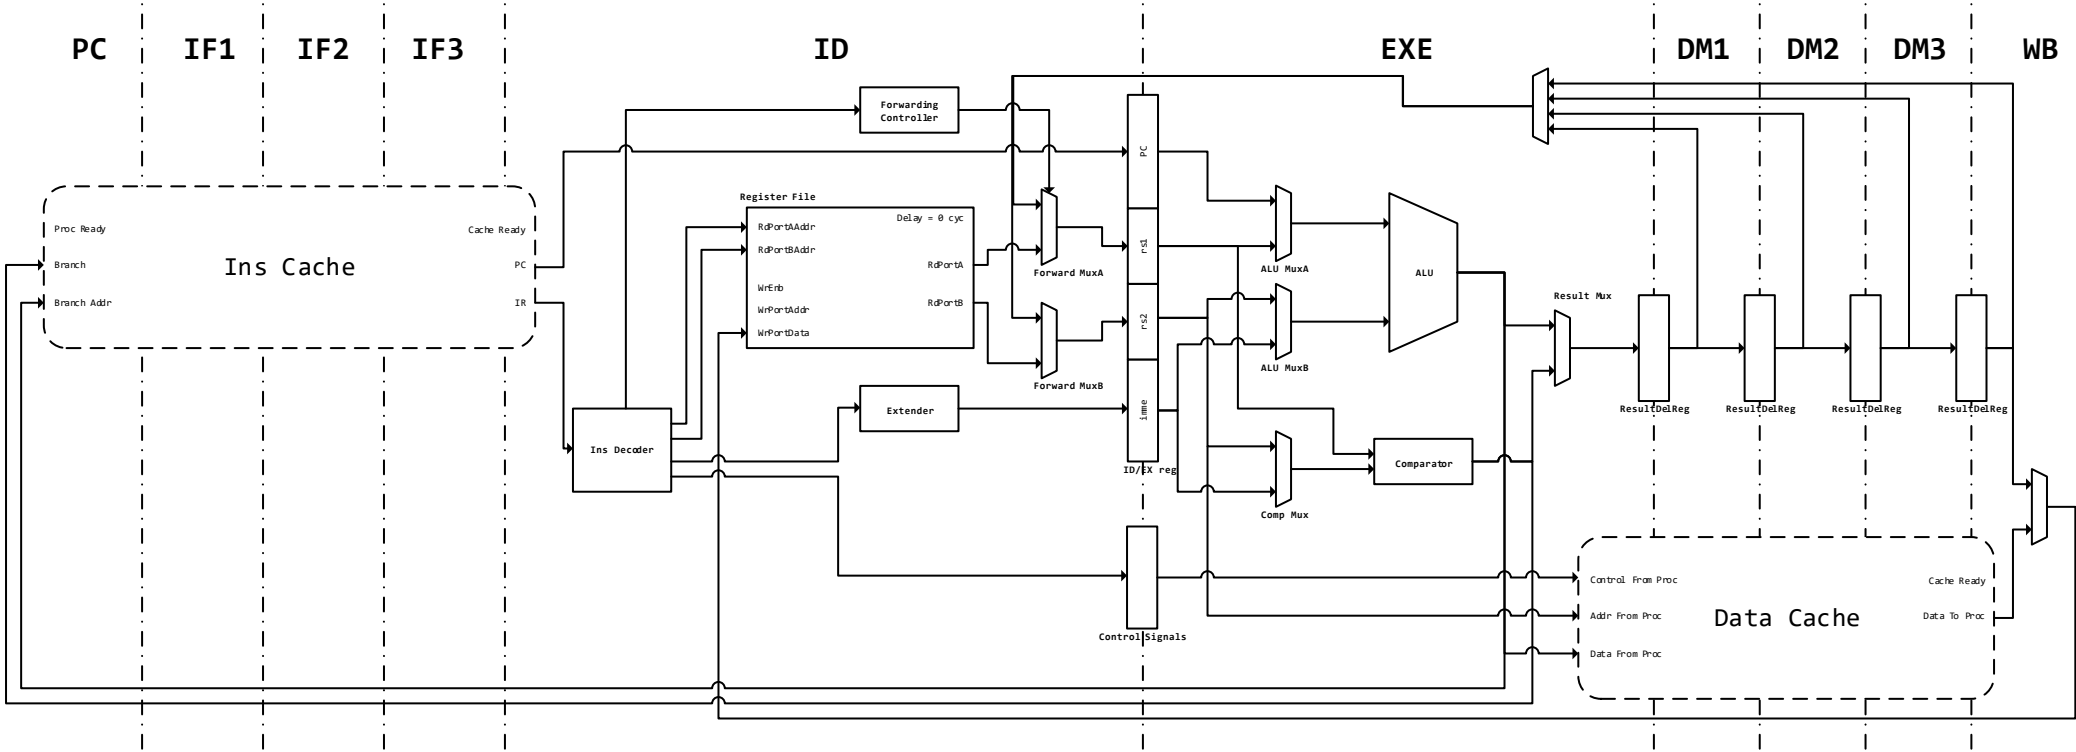 PC
IF1
IF2
IF3
ID
EXE
DM1
DM2
DM3
WB
Forwarding
Controller
PC
Register File
Delay = 0 cyc
RdPortAAddr
RdPortBAddr
RdPortA
WrEnb
RdPortB
WrPortAddr
WrPortData
Proc Ready
Cache Ready
Branch
Ins Cache
PC
Branch Addr
IR
Forward MuxA
Forward MuxB
rs1
rs2
imme
ID/EX reg
ALU MuxA
ALU MuxB
ALU
Result Mux
ResultDelReg
ResultDelReg
ResultDelReg
ResultDelReg
Extender
Ins Decoder
Comparator
Comp Mux
Control Signals
Control From Proc
Cache Ready
Addr From Proc
Data Cache
Data To Proc
Data From Proc